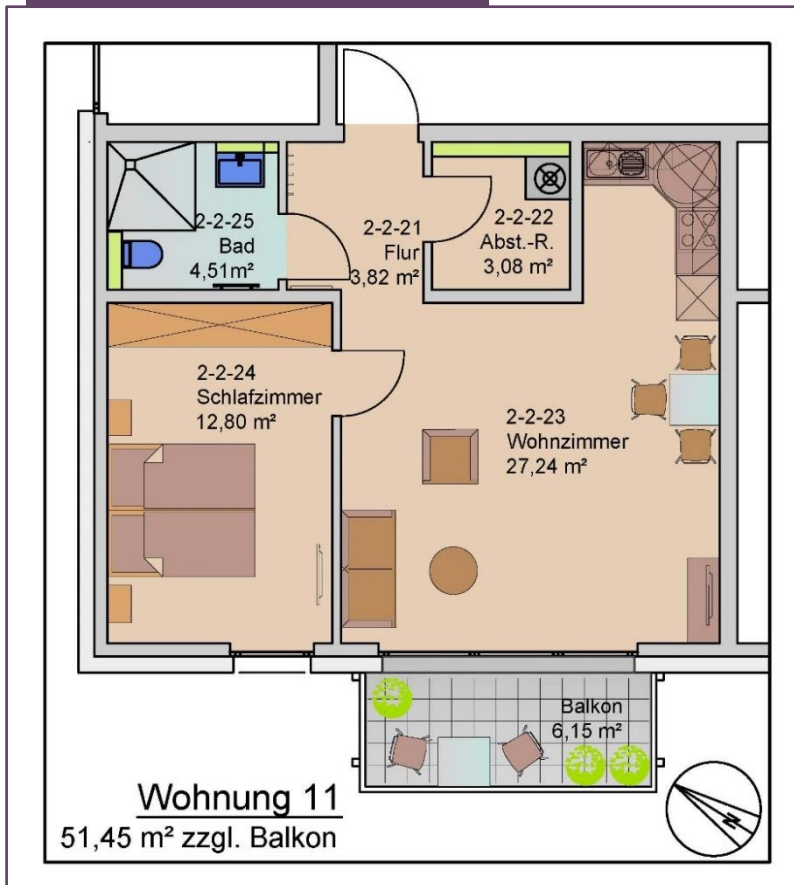 2-2-25
Bad
4,51m²
2-2-21
Flur
3,82 m²
2-2-22
Abst.-R.
3,08 m²
2-2-24
Schlafzimmer
12,80 m²
2-2-23
Wohnzimmer
27,24 m²
Balkon
6,15 m²
Wohnung 11
51,45 m² zzgl. Balkon
N